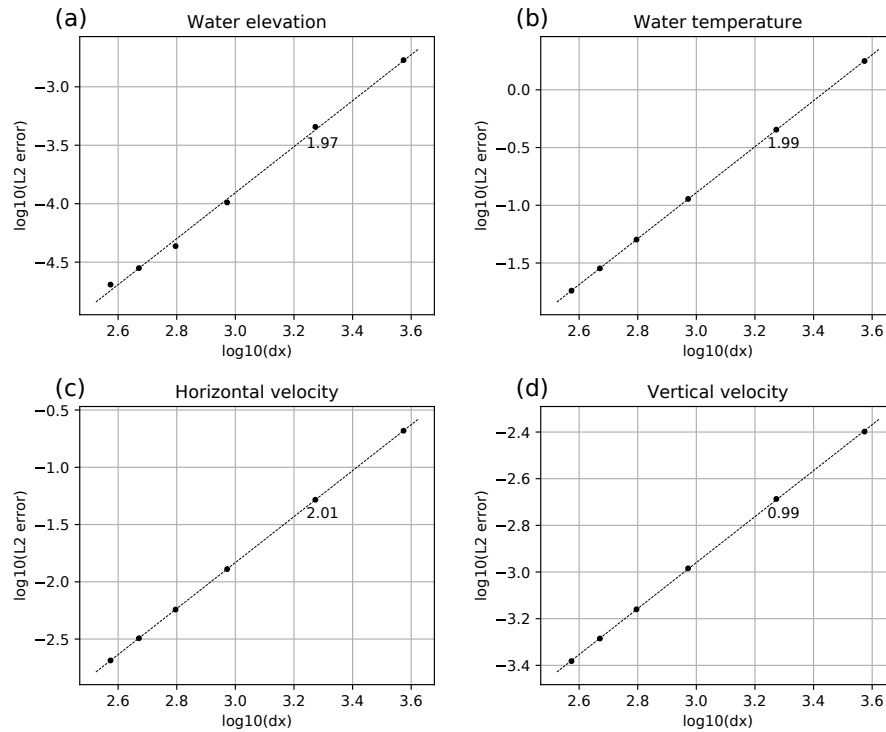 (a)
Water elevation
−3.0
−3.5
−4.0
−4.5
log10(L2 error)
1.97
2.6 2.8 3.0 3.2 3.4 3.6
log10(dx)
(b)
Water temperature
0.0
−0.5
−1.0
−1.5
log10(L2 error)
1.99
2.6 2.8 3.0 3.2 3.4 3.6
log10(dx)
(c)
Horizontal velocity
−0.5
−1.0
−1.5
−2.0
−2.5
log10(L2 error)
2.01
2.6 2.8 3.0 3.2 3.4 3.6
log10(dx)
(d)
Vertical velocity
−2.4
−2.6
−2.8
−3.0
−3.2
−3.4
log10(L2 error)
0.99
2.6 2.8 3.0 3.2 3.4 3.6
log10(dx)